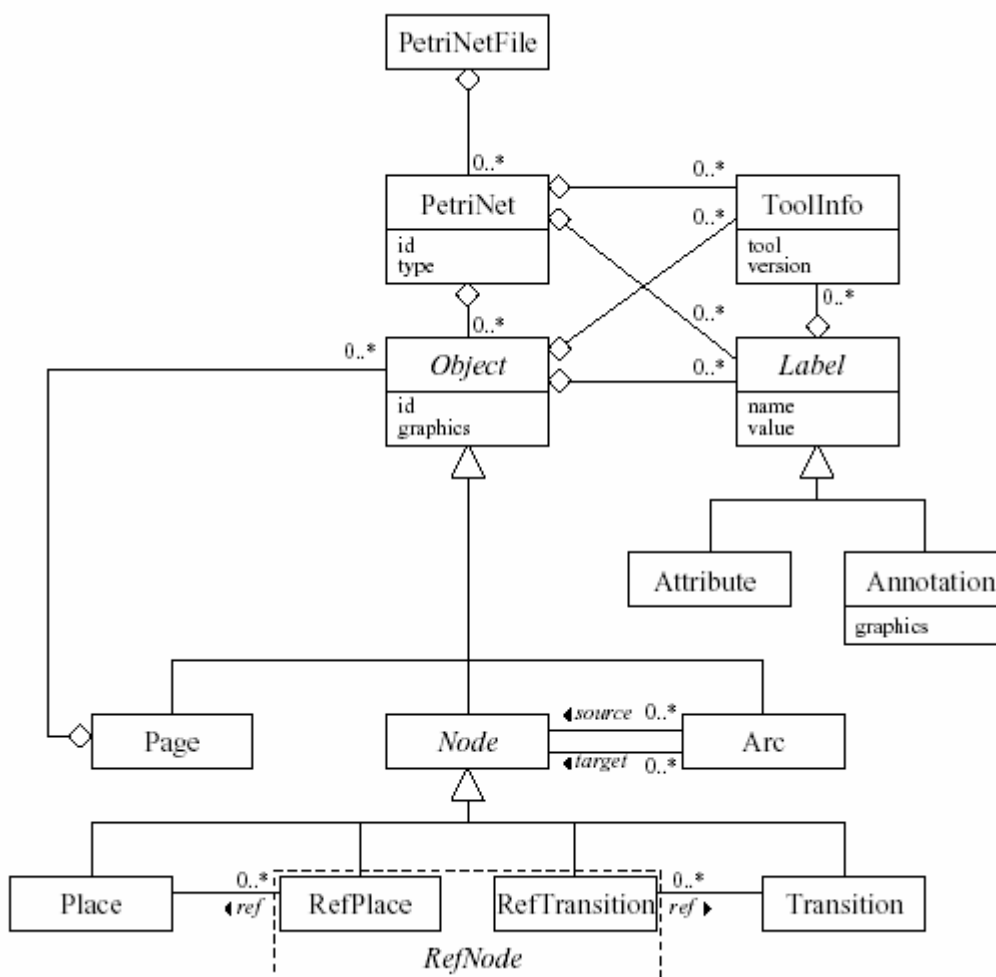 PetriNetFile
0..*
0..*
PetriNet
ToolInfo
0..*
id
type
tool
version
0..*
0..*
0..*
0..*
Object
0..*
Label
id
graphics
name
value
Attribute
Annotation
graphics
◀source 0..*
Page
Node
Arc
◀target 0..*
0..*
0..*
Place
RefPlace
RefTransition
Transition
◀ref
ref▶
RefNode